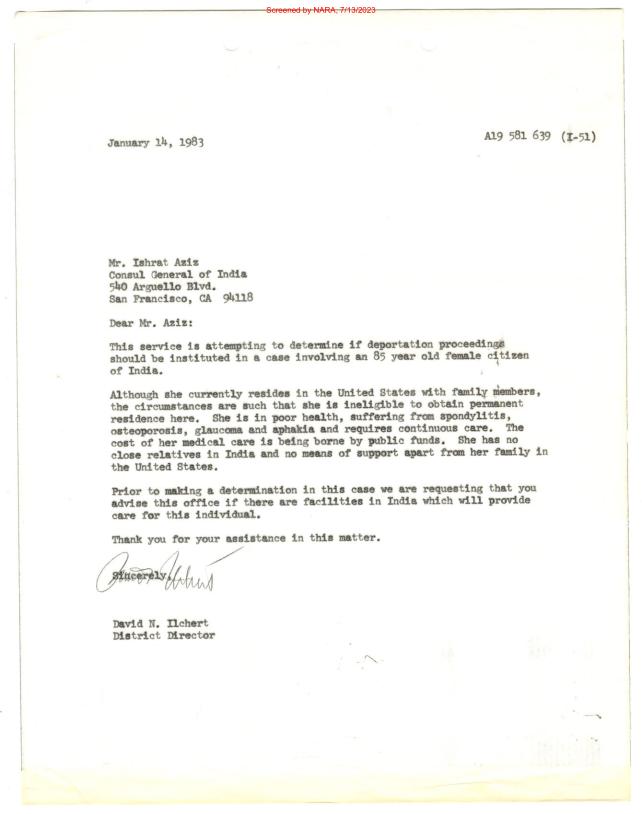 Screened by NARA, 7/13/2023
January 14, 1983
A19 581 639 (I-51)
Mr. Ishrat Aziz
Consul General of India
540 Arguello Blvd.
San Francisco, CA 94118
Dear Mr. Aziz:
This service is attempting to determine if deportation proceedings
should be instituted in a case involving an 85 year old female citizen
of India.
Although she currently resides in the United States with family members,
the circumstances are such that she is ineligible to obtain permanent
residence here. She is in poor health, suffering from spondylitis,
osteoporosis, glaucoma and aphakia and requires continuous care. The
cost of her medical care is being borne by public funds. She has no
close relatives in India and no means of support apart from her family in
the United States.
Prior to making a determination in this case we are requesting that you
advise this office if there are facilities in India which will provide
care for this individual.
Thank you for your assistance in this matter.
Sincerely,
David N. Ilchert
District Director